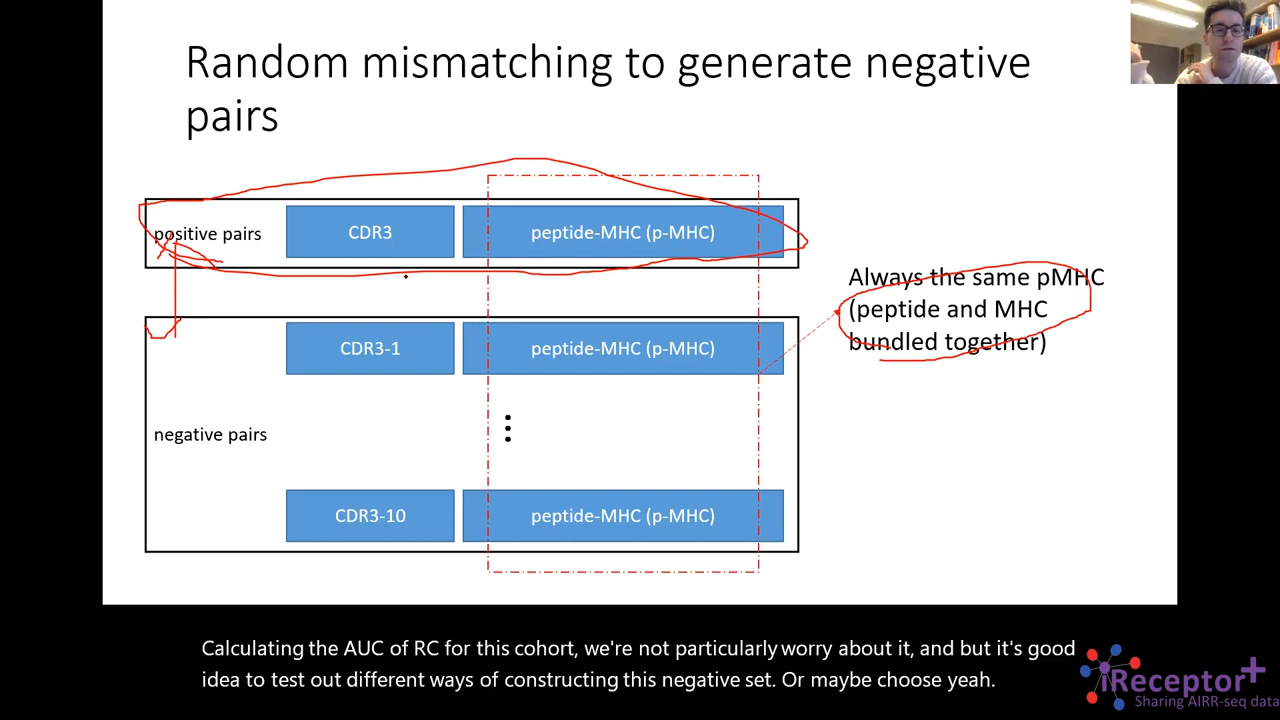 Random mismatching to generate negative
pairs
positive pairs
CDR3
peptide-MHC (p-MHC)
Always the same pMHC
(peptide and MHC
bundled together)
CDR3-1
peptide-MHC (p-MHC)
negative pairs
CDR3-10
peptide-MHC (p-MHC)
Calculating the AUC of RC for this cohort, we're not particularly worry about it, and but it's good
idea to test out different ways of constructing this negative set. Or maybe choose yeah.
iReceptor+
Sharing AIRR-seq data